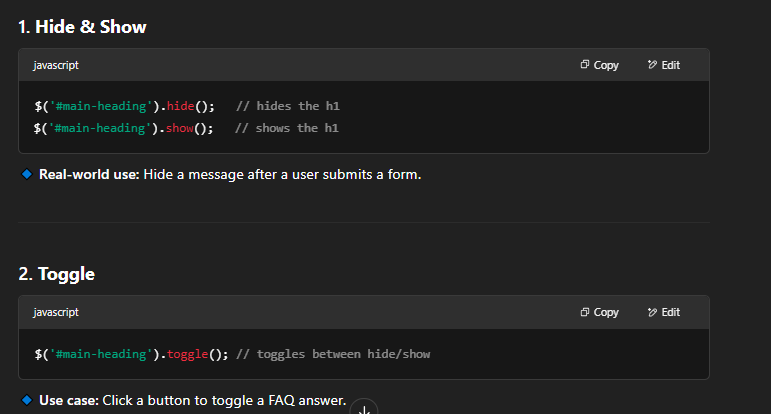 1. Hide & Show
javascript Copy Edit
$('#main-heading').hide();   // hides the h1
$('#main-heading').show();   // shows the h1
Real-world use: Hide a message after a user submits a form.
2. Toggle
javascript Copy Edit
$('#main-heading').toggle(); // toggles between hide/show
Use case: Click a button to toggle a FAQ answer.